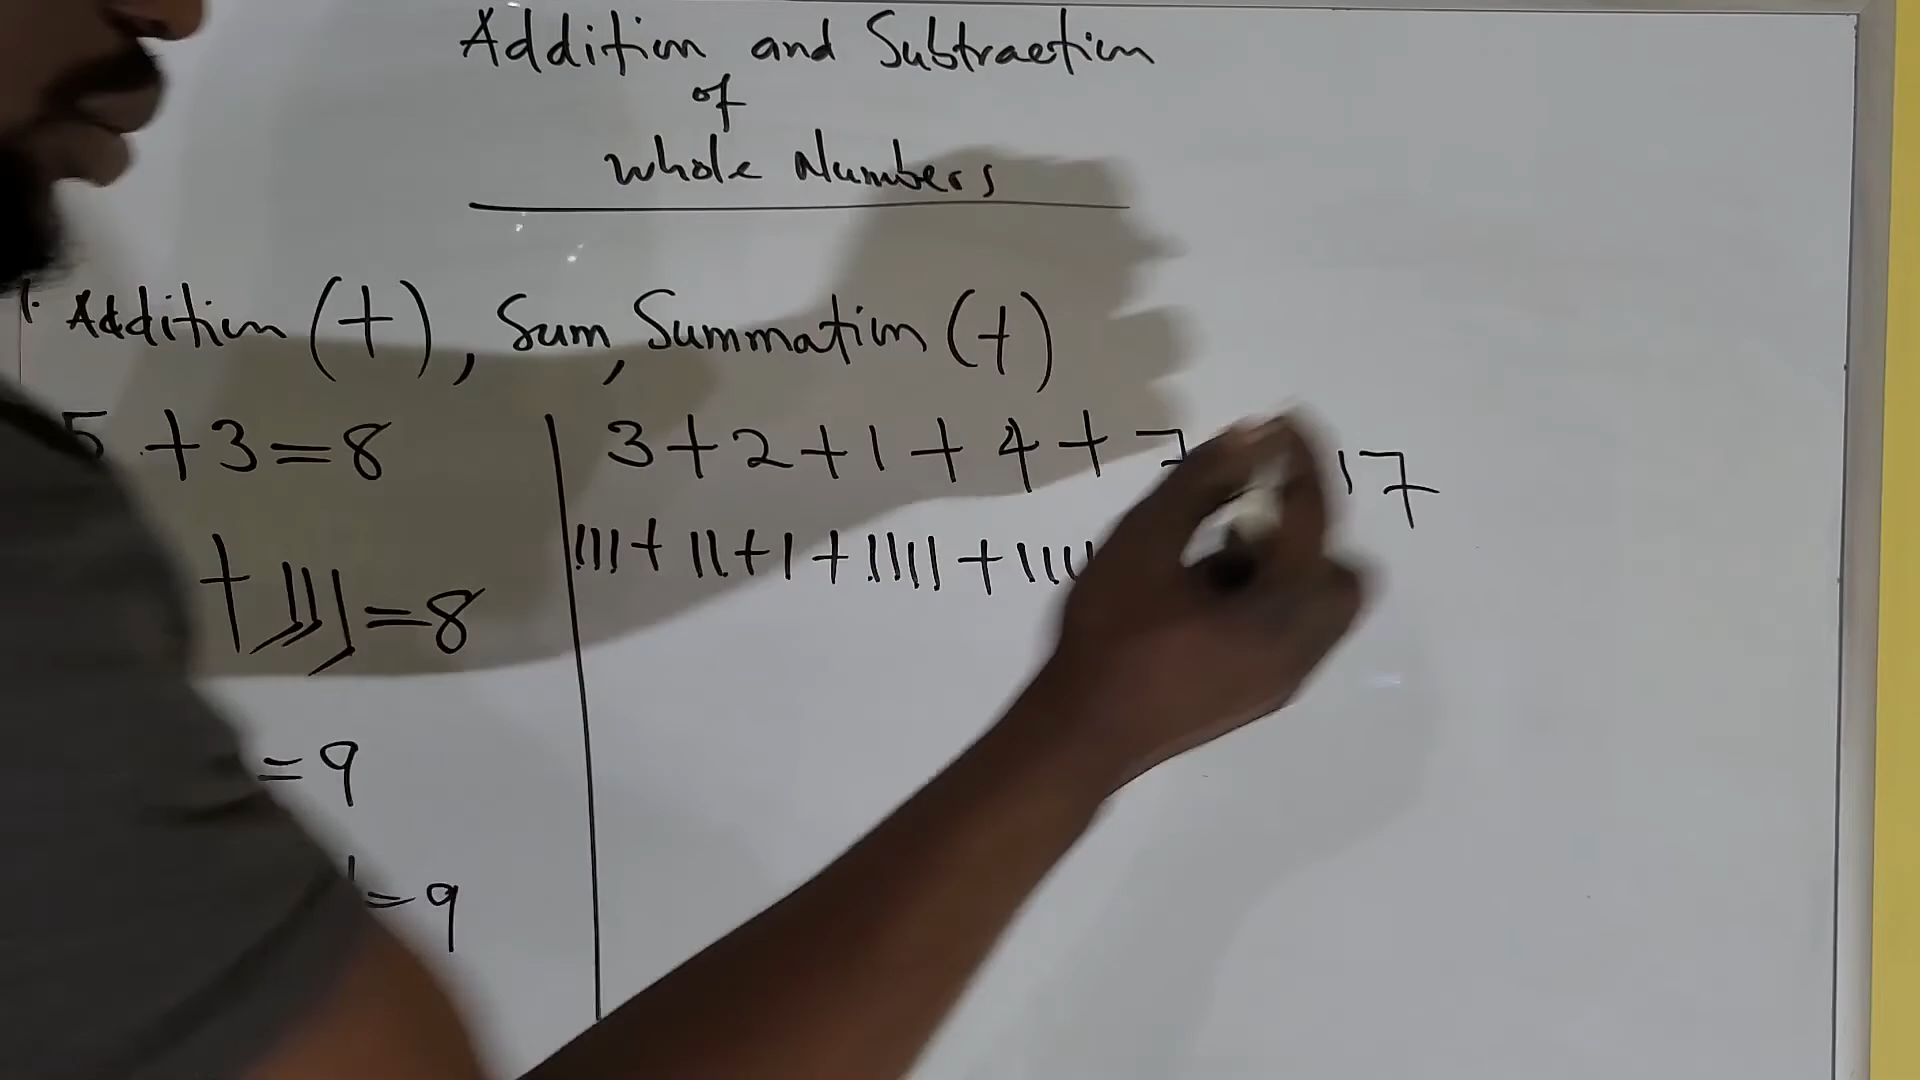 Addition and Subtraction
of
Whole Numbers
1. Addition (+), Sum, Summation (+)
5 +3=8
+ ||| =8
=9
=9
3+2+1+4+7 17
|||+||+|+||||+|||